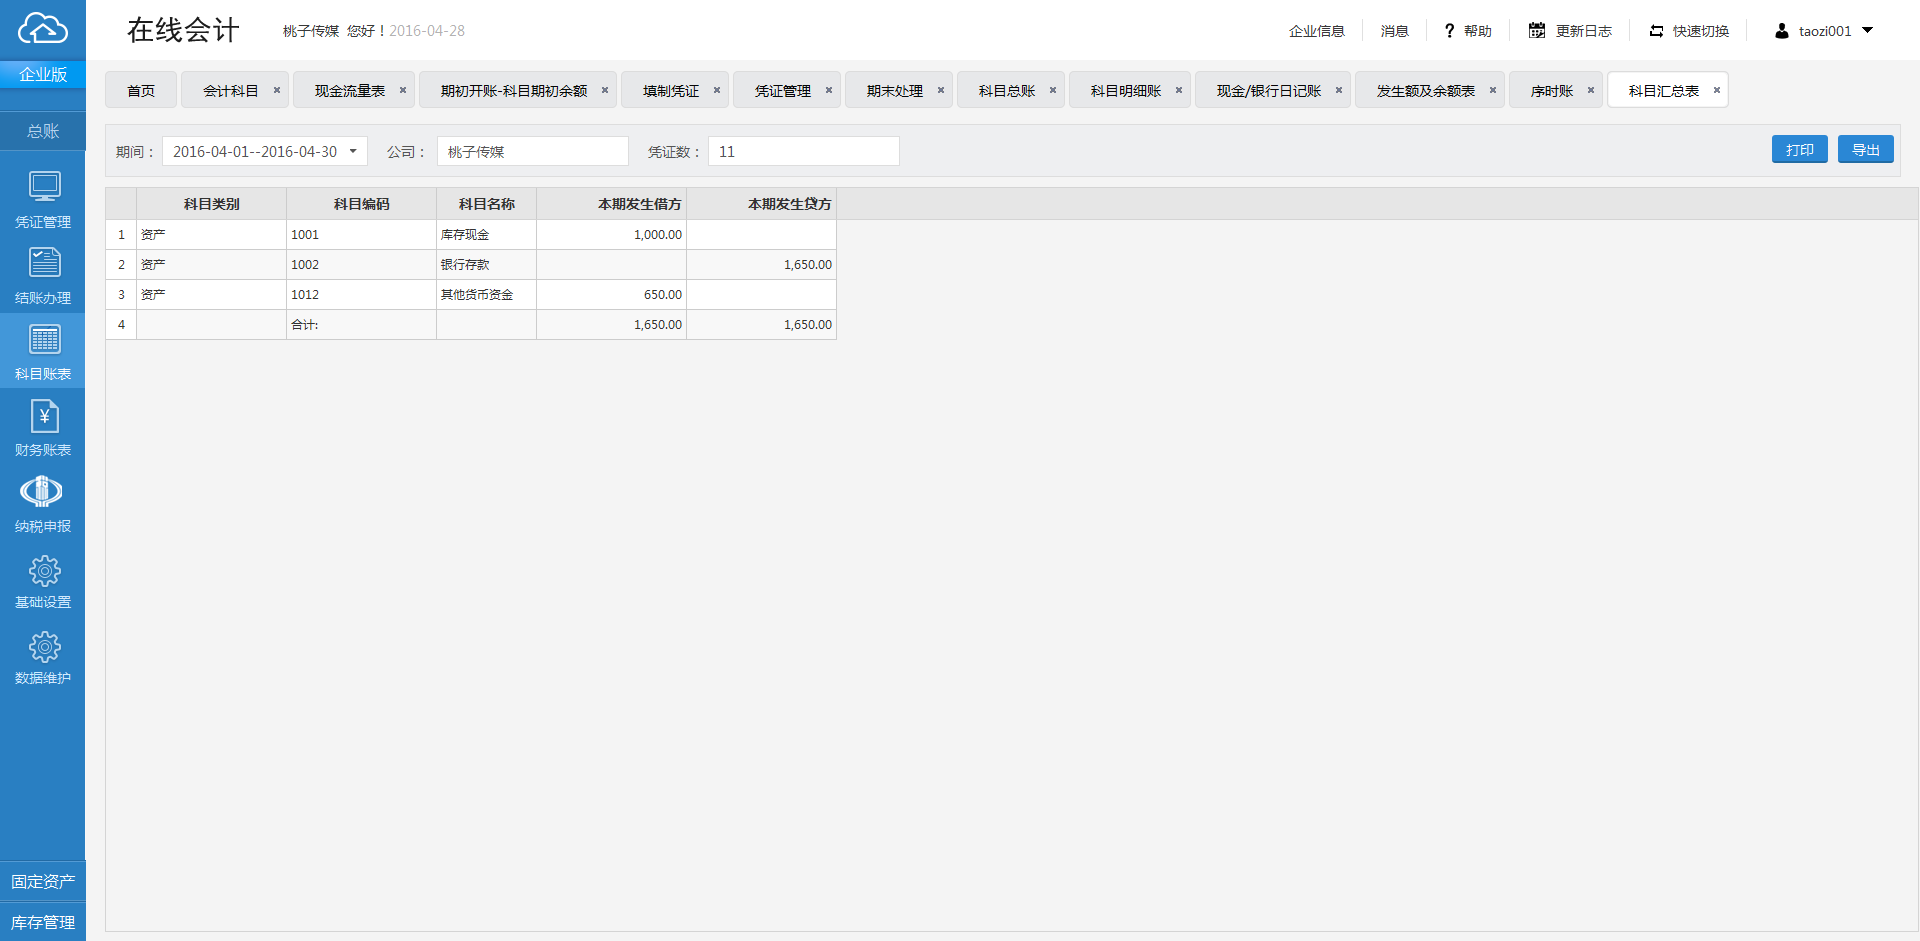 在线会计 桃子传媒 您好！2016-04-28 企业信息 消息 ? 帮助 更新日志 快速切换 taozi001
企业版
首页 会计科目 × 现金流量表 × 期初开账-科目期初余额 × 填制凭证 × 凭证管理 × 期末处理 × 科目总账 × 科目明细账 × 现金/银行日记账 × 发生额及余额表 × 序时账 × 科目汇总表 ×
总账
期间： 2016-04-01--2016-04-30 公司： 桃子传媒 凭证数： 11 打印 导出
科目类别 科目编码 科目名称 本期发生借方 本期发生贷方
1 资产 1001 库存现金 1,000.00
2 资产 1002 银行存款 1,650.00
3 资产 1012 其他货币资金 650.00
4 合计: 1,650.00 1,650.00
凭证管理
结账办理
科目账表
¥
财务账表
纳税申报
基础设置
数据维护
固定资产
库存管理